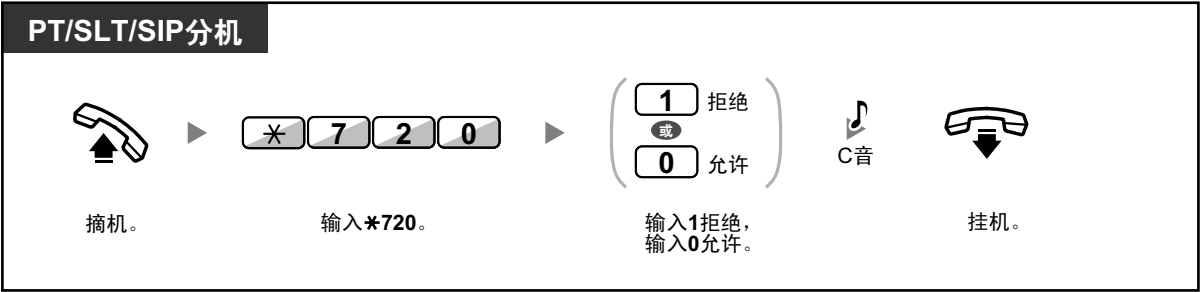 PT/SLT/SIP分机
1 拒绝
或
0 允许
* 7 2 0
C音
摘机。
输入*720。
输入1拒绝，
输入0允许。
挂机。